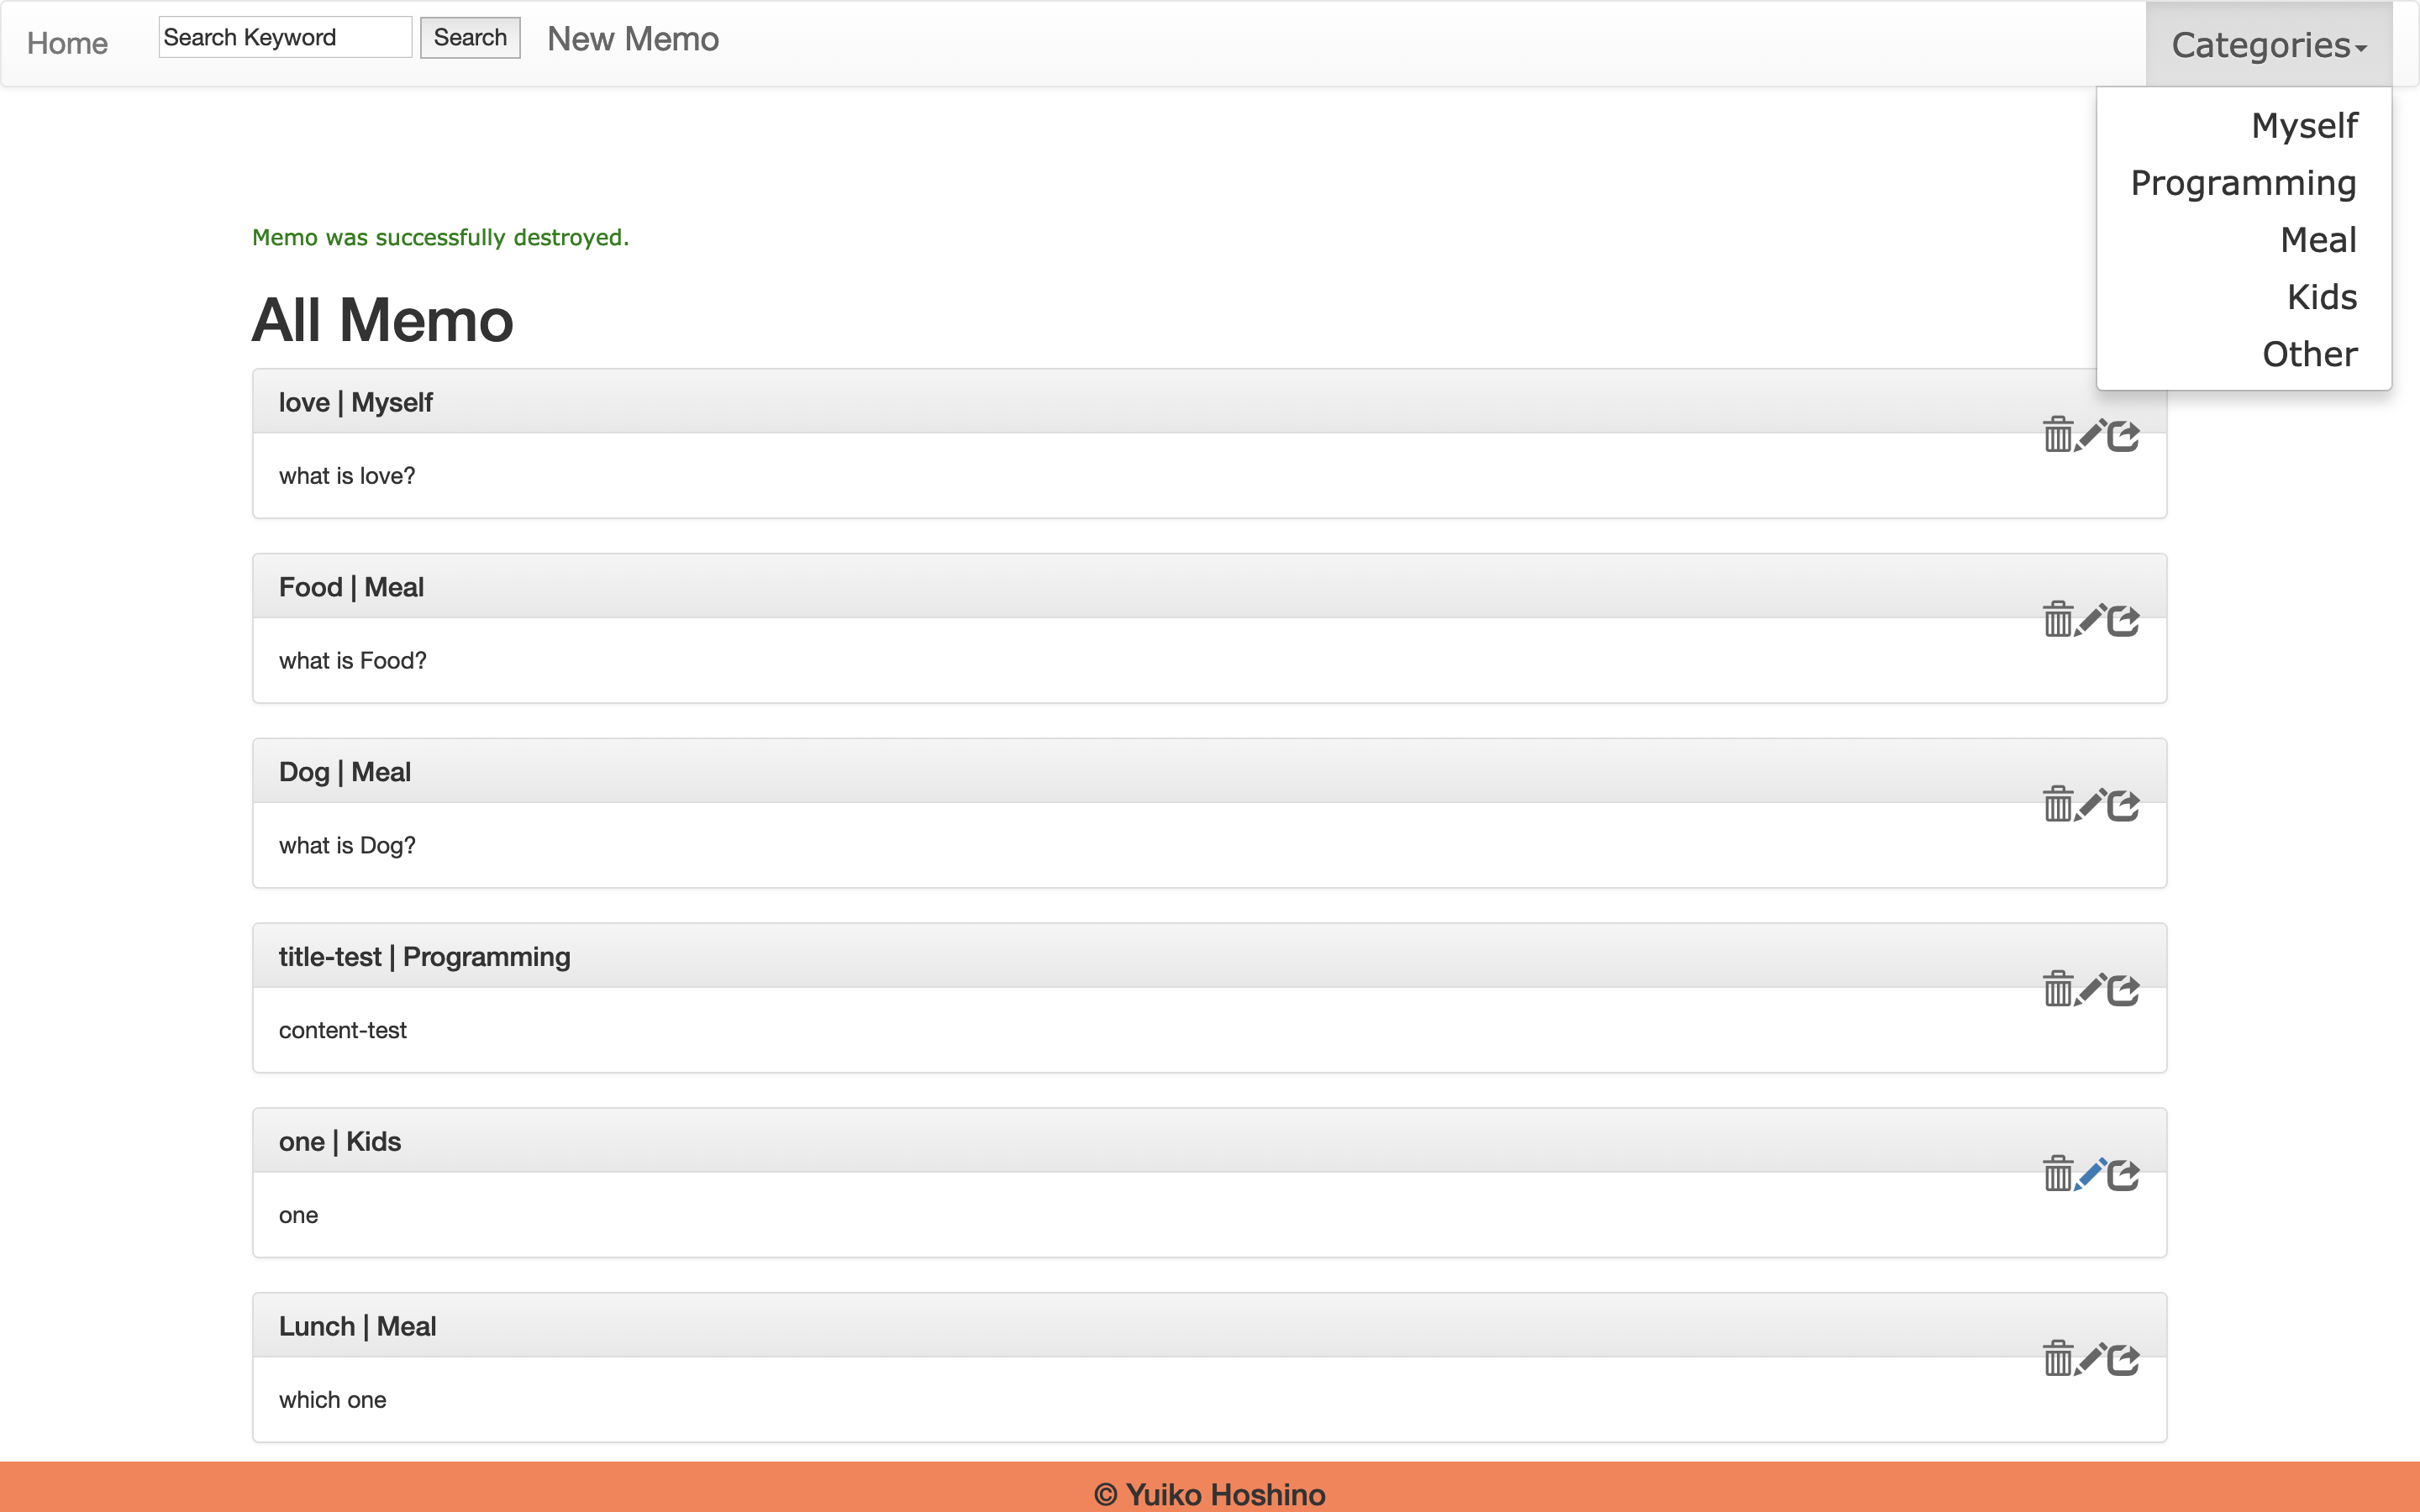 Home Search Keyword Search New Memo Categories
Myself
Programming
Meal
Kids
Other
Memo was successfully destroyed.
All Memo
love | Myself
what is love?
Food | Meal
what is Food?
Dog | Meal
what is Dog?
title-test | Programming
content-test
one | Kids
one
Lunch | Meal
which one
© Yuiko Hoshino